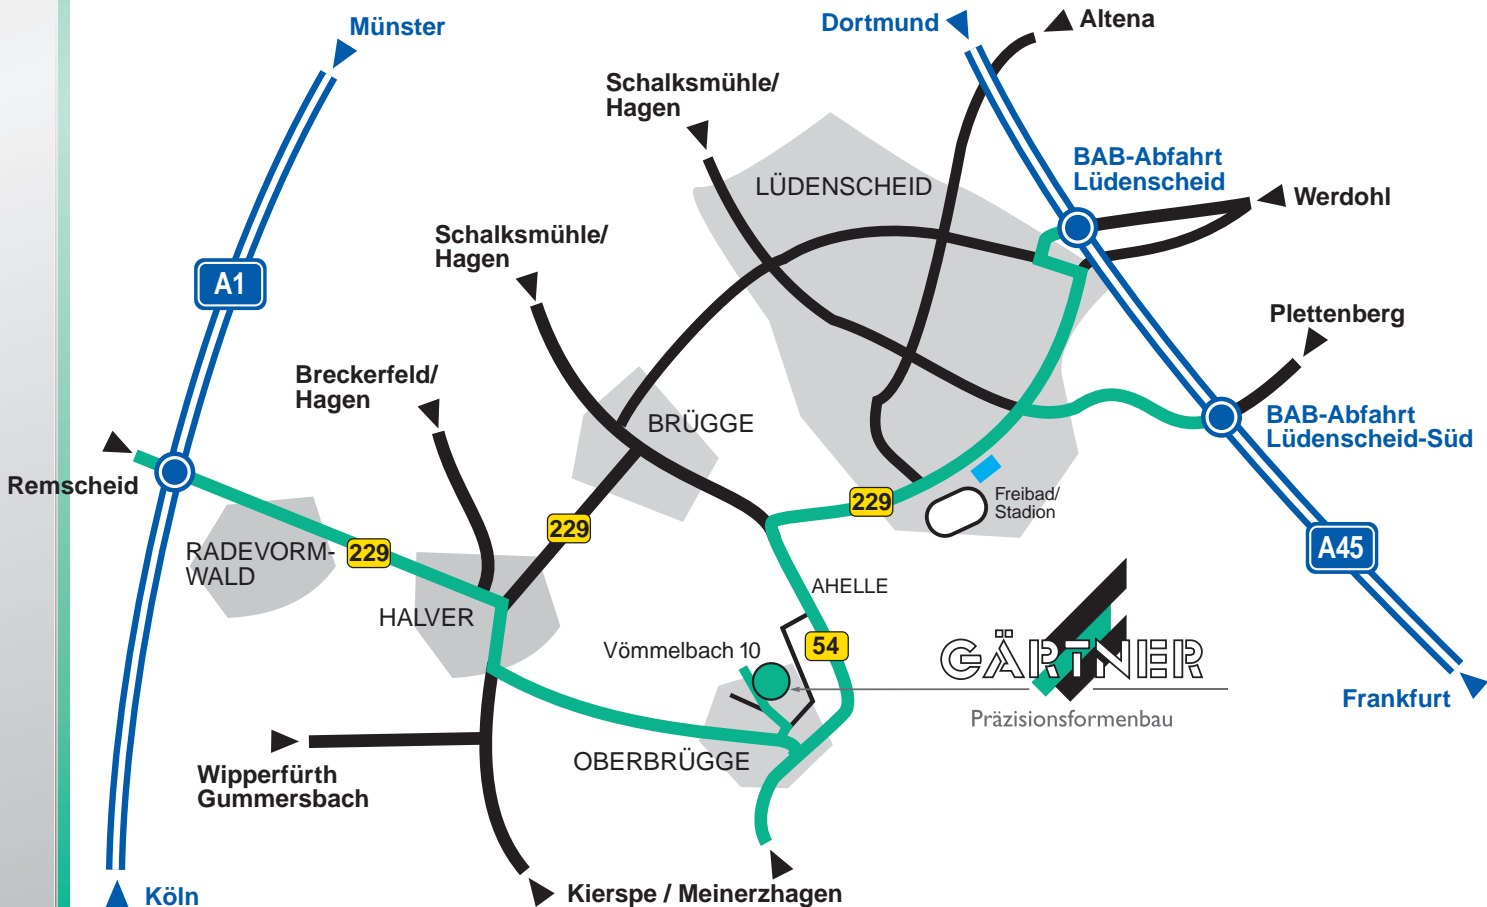 Münster
Dortmund
Altena
Schalksmühle/
Hagen
BAB-Abfahrt
Lüdenscheid
LÜDENSCHEID
Werdohl
Schalksmühle/
Hagen
A1
Plettenberg
Breckerfeld/
Hagen
BRÜGGE
BAB-Abfahrt
Lüdenscheid-Süd
Remscheid
229
Freibad/
Stadion
229
229
RADEVORM-
WALD
A45
AHELLE
HALVER
54
Vömmelbach 10
GÄRTNER
Präzisionsformenbau
Frankfurt
OBERBRÜGGE
Wipperfürth
Gummersbach
Kierspe / Meinerzhagen
Köln